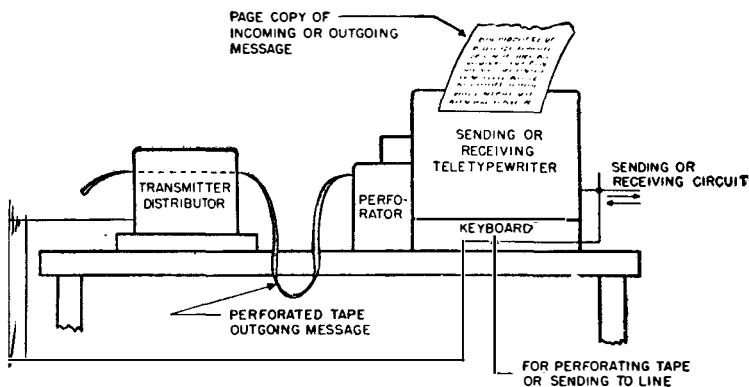 PAGE COPY OF
INCOMING OR OUTGOING
MESSAGE
SENDING OR
RECEIVING
TELETYPEWRITER
TRANSMITTER
DISTRIBUTOR
PERFO-
RATOR
SENDING OR
RECEIVING CIRCUIT
KEYBOARD
PERFORATED TAPE
OUTGOING MESSAGE
FOR PERFORATING TAPE
OR SENDING TO LINE